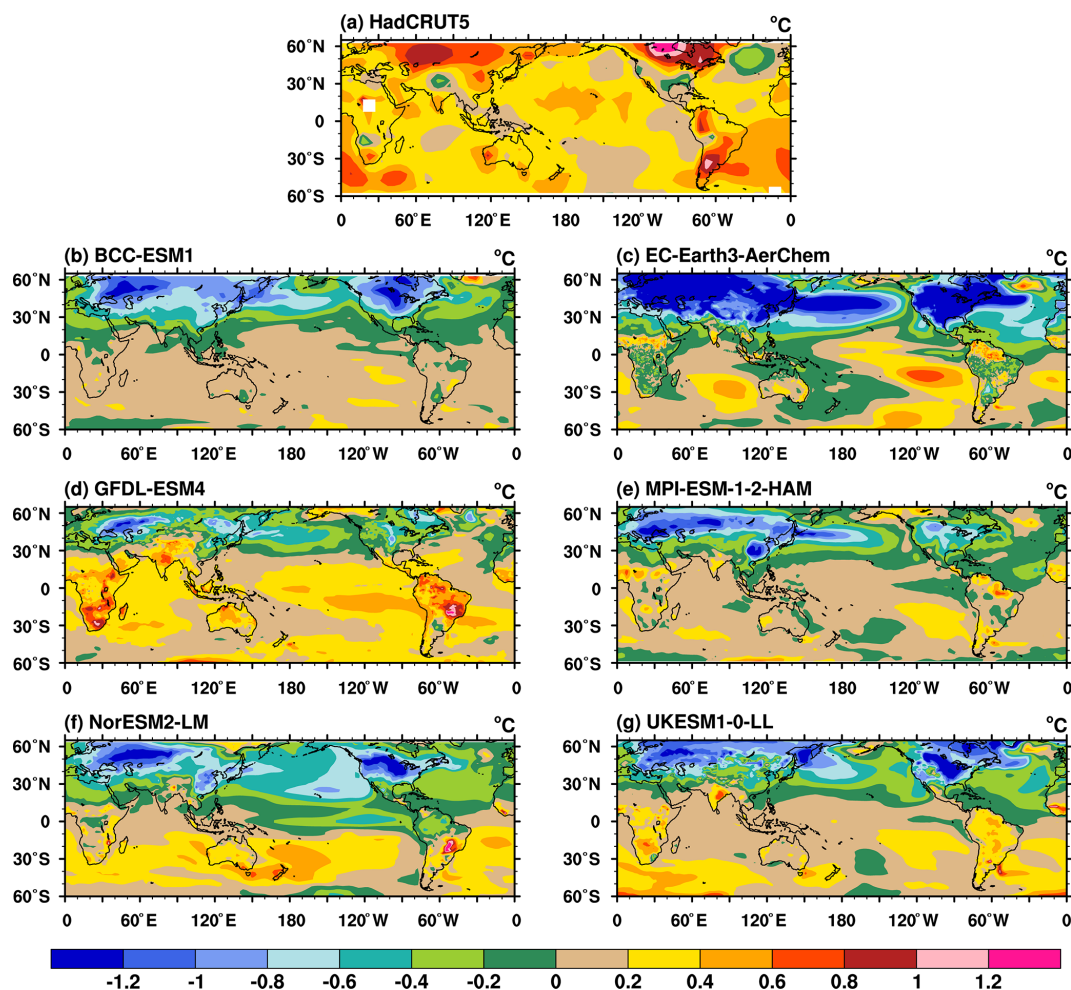 (a) HadCRUT5 °C
60°N
30°N
0
30°S
60°S
0 60°E 120°E 180 120°W 60°W 0
(b) BCC-ESM1 °C
60°N
30°N
0
30°S
60°S
0 60°E 120°E 180 120°W 60°W 0
(c) EC-Earth3-AerChem °C
60°N
30°N
0
30°S
60°S
0 60°E 120°E 180 120°W 60°W 0
(d) GFDL-ESM4 °C
60°N
30°N
0
30°S
60°S
0 60°E 120°E 180 120°W 60°W 0
(e) MPI-ESM-1-2-HAM °C
60°N
30°N
0
30°S
60°S
0 60°E 120°E 180 120°W 60°W 0
(f) NorESM2-LM °C
60°N
30°N
0
30°S
60°S
0 60°E 120°E 180 120°W 60°W 0
(g) UKESM1-0-LL °C
60°N
30°N
0
30°S
60°S
0 60°E 120°E 180 120°W 60°W 0
-1.2 -1 -0.8 -0.6 -0.4 -0.2 0 0.2 0.4 0.6 0.8 1 1.2